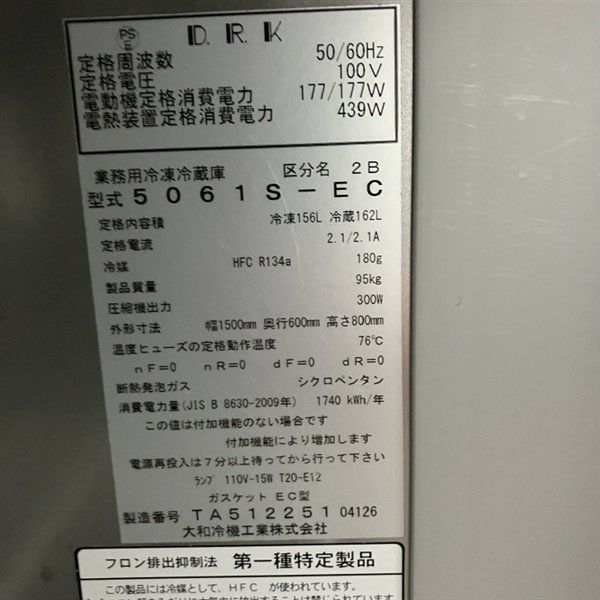 PS
E
D.R.K
定格周波数 50/60Hz
定格電圧 100V
電動機定格消費電力 177/177W
電熱装置定格消費電力 439W
業務用冷凍冷蔵庫 区分名 2B
型式 5061S-EC
定格内容積 冷凍156L 冷蔵162L
定格電流 2.1/2.1A
冷媒 HFC R134a 180g
製品質量 95kg
圧縮機出力 300W
外形寸法 幅1500mm 奥行600mm 高さ800mm
温度ヒューズの定格動作温度 76℃
nF=0 nR=0 dF=0 dR=0
断熱発泡ガス シクロペンタン
消費電力量(JIS B 8630-2009年) 1740 kWh/年
この値は付加機能のない場合です
付加機能により増加します
電源再投入は7分以上待ってから行って下さい
ランプ 110V-15W T20-E12
ガスケット EC型
製造番号 TA512251 04126
大和冷機工業株式会社
フロン排出抑制法 第一種特定製品
この製品には冷媒として、HFC が使われています。